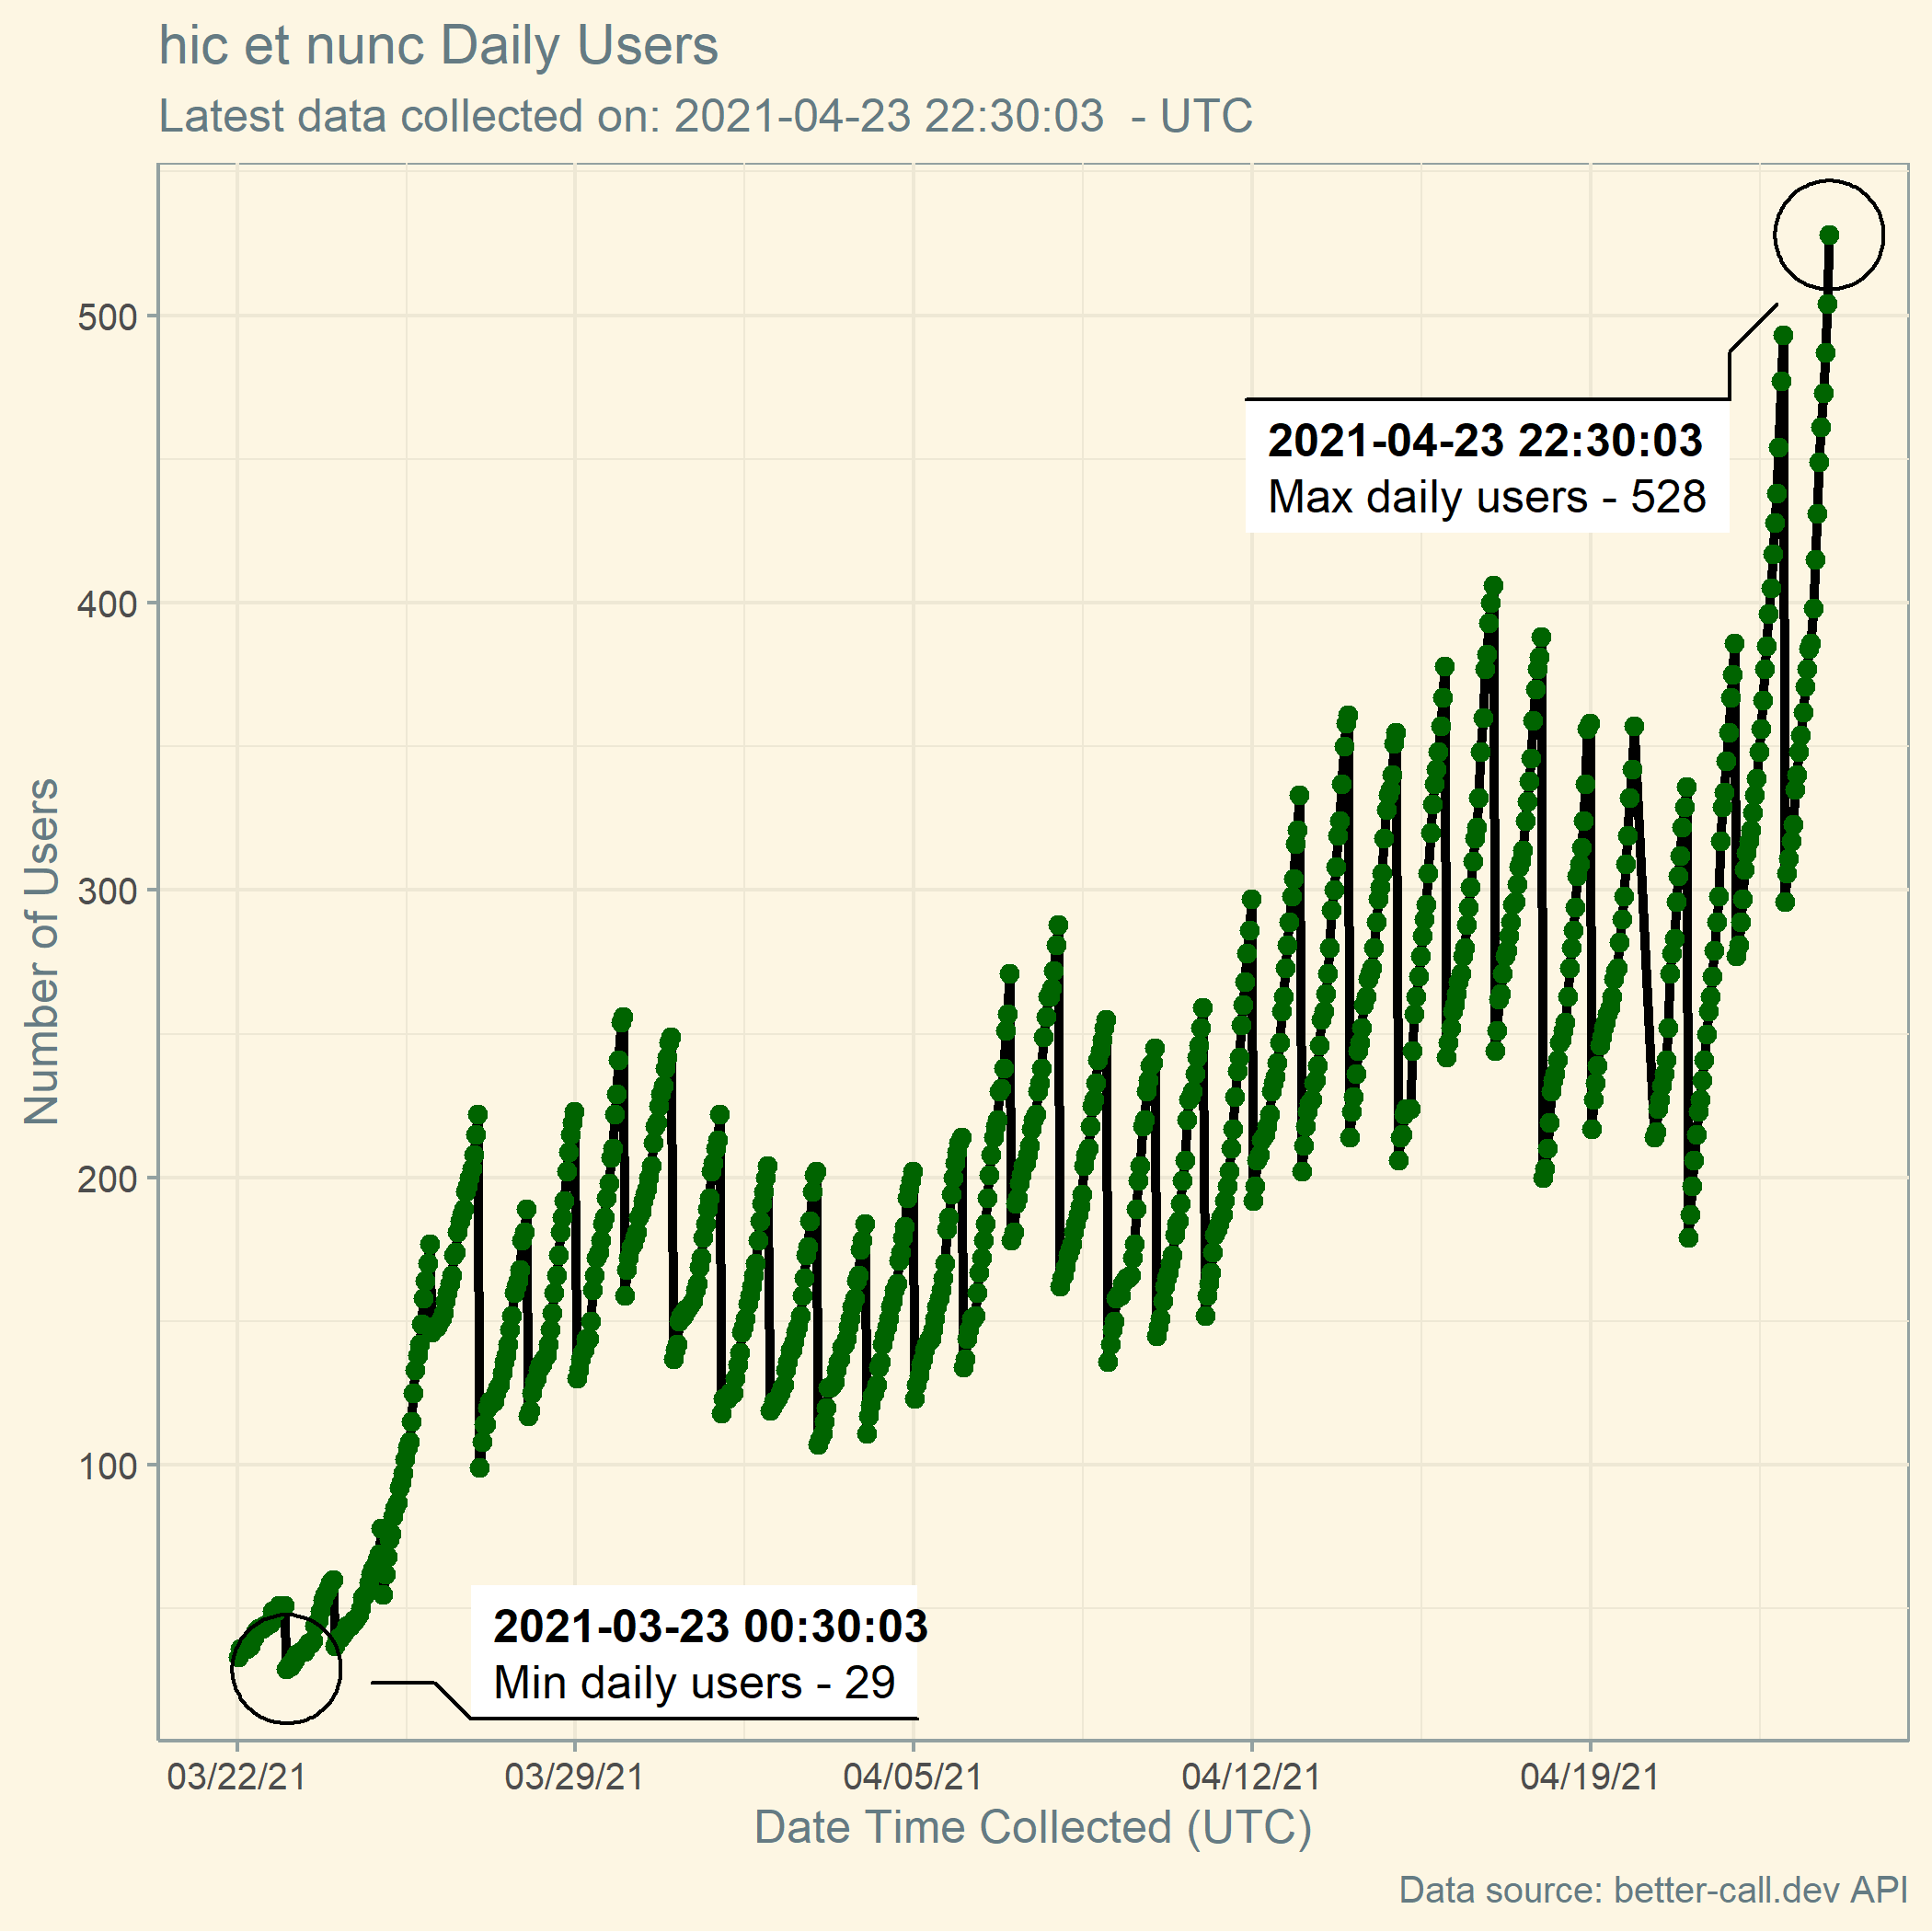 hic et nunc Daily Users
Latest data collected on: 2021-04-23 22:30:03  - UTC
Number of Users
500
400
300
200
100
2021-04-23 22:30:03
Max daily users - 528
2021-03-23 00:30:03
Min daily users - 29
03/22/21
03/29/21
04/05/21
04/12/21
04/19/21
Date Time Collected (UTC)
Data source: better-call.dev API